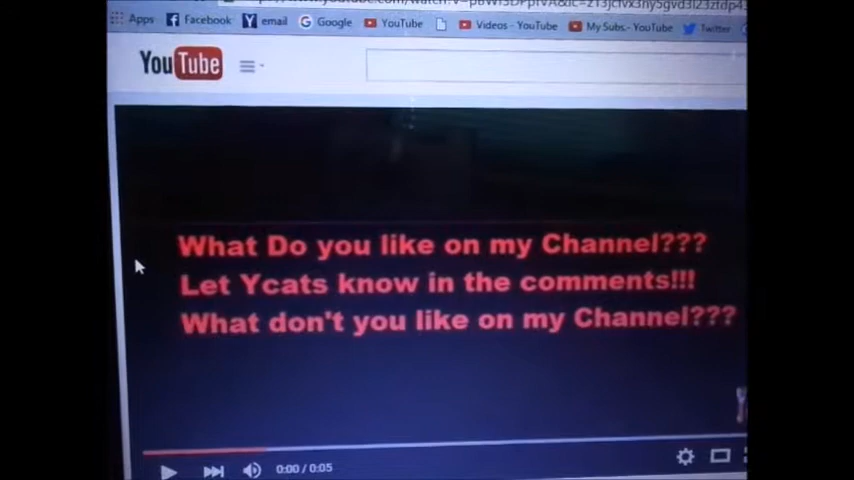 Apps Facebook email Google YouTube Videos - YouTube My Subs. - YouTube Twitter
YouTube
What Do you like on my Channel???
Let Ycats know in the comments!!!
What don't you like on my Channel???
0:00 / 0:05